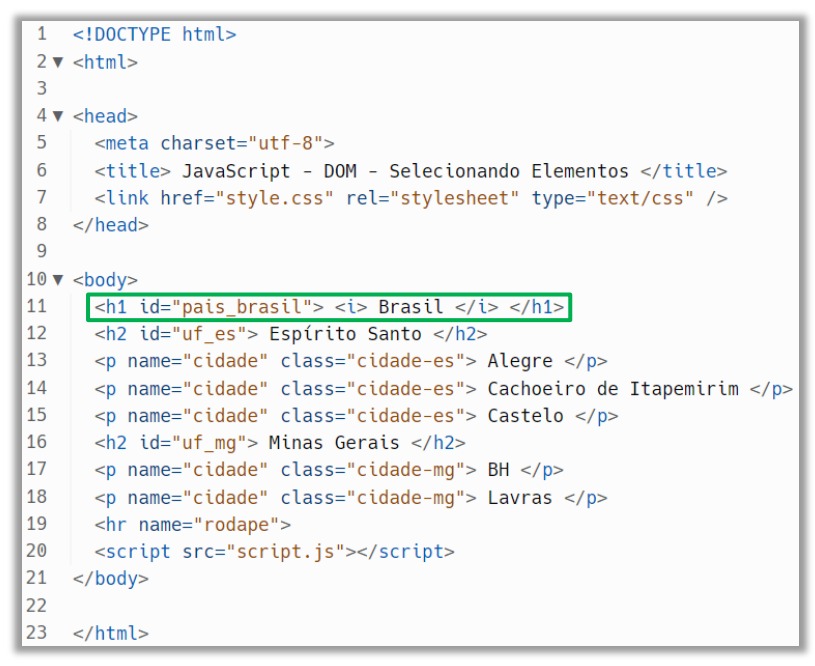 1 <!DOCTYPE html>
2 ▼ <html>
3
4 ▼ <head>
5 <meta charset="utf-8">
6 <title> JavaScript - DOM - Selecionando Elementos </title>
7 <link href="style.css" rel="stylesheet" type="text/css" />
8 </head>
9
10 ▼ <body>
11 <h1 id="pais_brasil"> <i> Brasil </i> </h1>
12 <h2 id="uf_es"> Espírito Santo </h2>
13 <p name="cidade" class="cidade-es"> Alegre </p>
14 <p name="cidade" class="cidade-es"> Cachoeiro de Itapemirim </p>
15 <p name="cidade" class="cidade-es"> Castelo </p>
16 <h2 id="uf_mg"> Minas Gerais </h2>
17 <p name="cidade" class="cidade-mg"> BH </p>
18 <p name="cidade" class="cidade-mg"> Lavras </p>
19 <hr name="rodape">
20 <script src="script.js"></script>
21 </body>
22
23 </html>